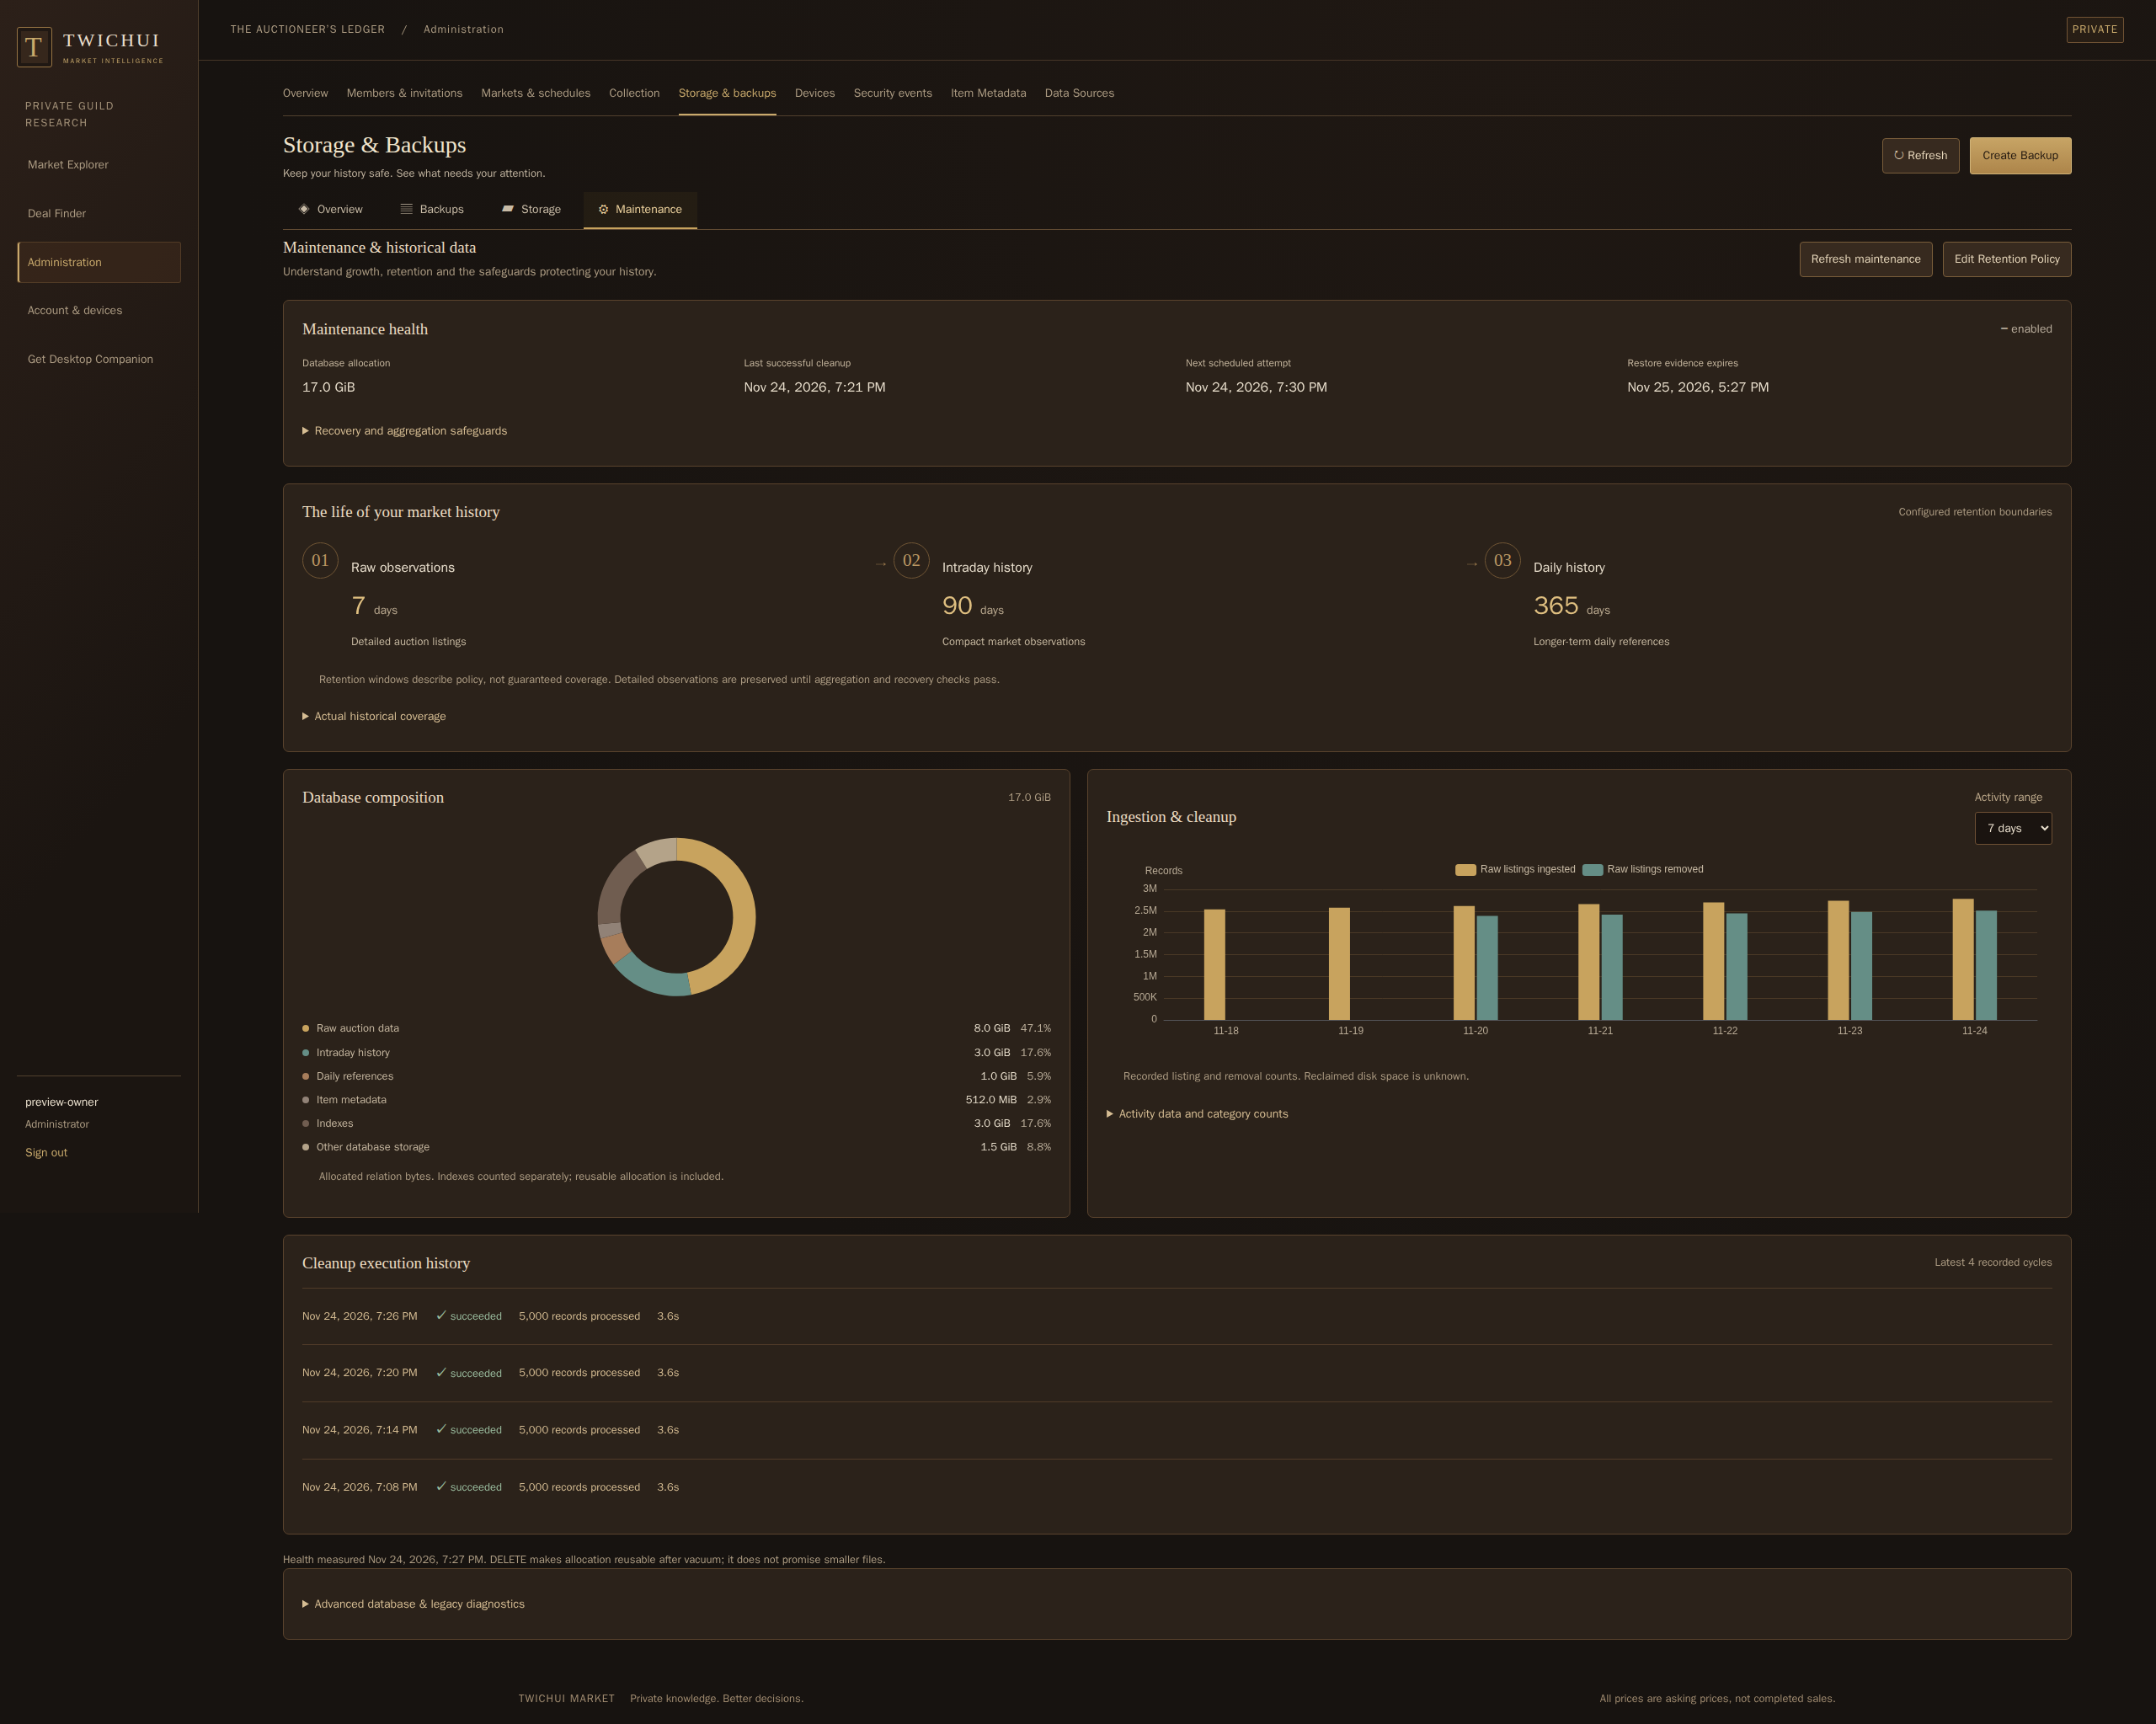 T
TWICHUI
MARKET INTELLIGENCE
PRIVATE GUILD
RESEARCH
Market Explorer
Deal Finder
Administration
Account & devices
Get Desktop Companion
preview-owner
Administrator
Sign out
THE AUCTIONEER'S LEDGER / Administration
PRIVATE
Overview Members & invitations Markets & schedules Collection Storage & backups Devices Security events Item Metadata Data Sources
Storage & Backups
Keep your history safe. See what needs your attention.
Refresh Create Backup
Overview Backups Storage Maintenance
Maintenance & historical data
Understand growth, retention and the safeguards protecting your history.
Refresh maintenance Edit Retention Policy
Maintenance health
– enabled
Database allocation Last successful cleanup Next scheduled attempt Restore evidence expires
17.0 GiB Nov 24, 2026, 7:21 PM Nov 24, 2026, 7:30 PM Nov 25, 2026, 5:27 PM
▶ Recovery and aggregation safeguards
The life of your market history
Configured retention boundaries
01 Raw observations → 02 Intraday history → 03 Daily history
7 days 90 days 365 days
Detailed auction listings Compact market observations Longer-term daily references
Retention windows describe policy, not guaranteed coverage. Detailed observations are preserved until aggregation and recovery checks pass.
▶ Actual historical coverage
Database composition
17.0 GiB
Raw auction data 8.0 GiB 47.1%
Intraday history 3.0 GiB 17.6%
Daily references 1.0 GiB 5.9%
Item metadata 512.0 MiB 2.9%
Indexes 3.0 GiB 17.6%
Other database storage 1.5 GiB 8.8%
Allocated relation bytes. Indexes counted separately; reusable allocation is included.
Ingestion & cleanup
Activity range
7 days
Records
Raw listings ingested Raw listings removed
3M
2.5M
2M
1.5M
1M
500K
0
11-18 11-19 11-20 11-21 11-22 11-23 11-24
Recorded listing and removal counts. Reclaimed disk space is unknown.
▶ Activity data and category counts
Cleanup execution history
Latest 4 recorded cycles
Nov 24, 2026, 7:26 PM ✓ succeeded 5,000 records processed 3.6s
Nov 24, 2026, 7:20 PM ✓ succeeded 5,000 records processed 3.6s
Nov 24, 2026, 7:14 PM ✓ succeeded 5,000 records processed 3.6s
Nov 24, 2026, 7:08 PM ✓ succeeded 5,000 records processed 3.6s
Health measured Nov 24, 2026, 7:27 PM. DELETE makes allocation reusable after vacuum; it does not promise smaller files.
▶ Advanced database & legacy diagnostics
TWICHUI MARKET Private knowledge. Better decisions.
All prices are asking prices, not completed sales.